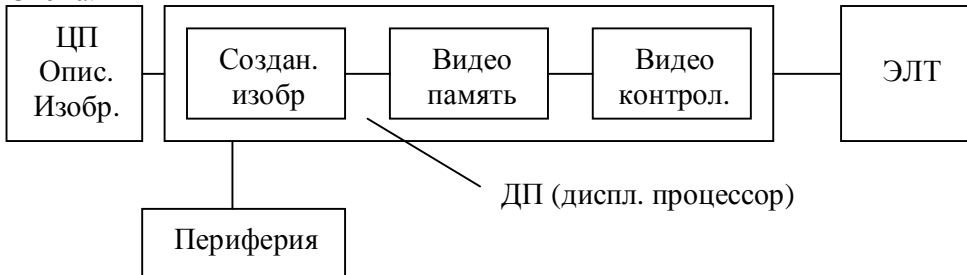 ЦП
Опис.
Изобр.
Создан.
изобр
Видео
память
Видео
контрол.
ЭЛТ
ДП (диспл. процессор)
Периферия